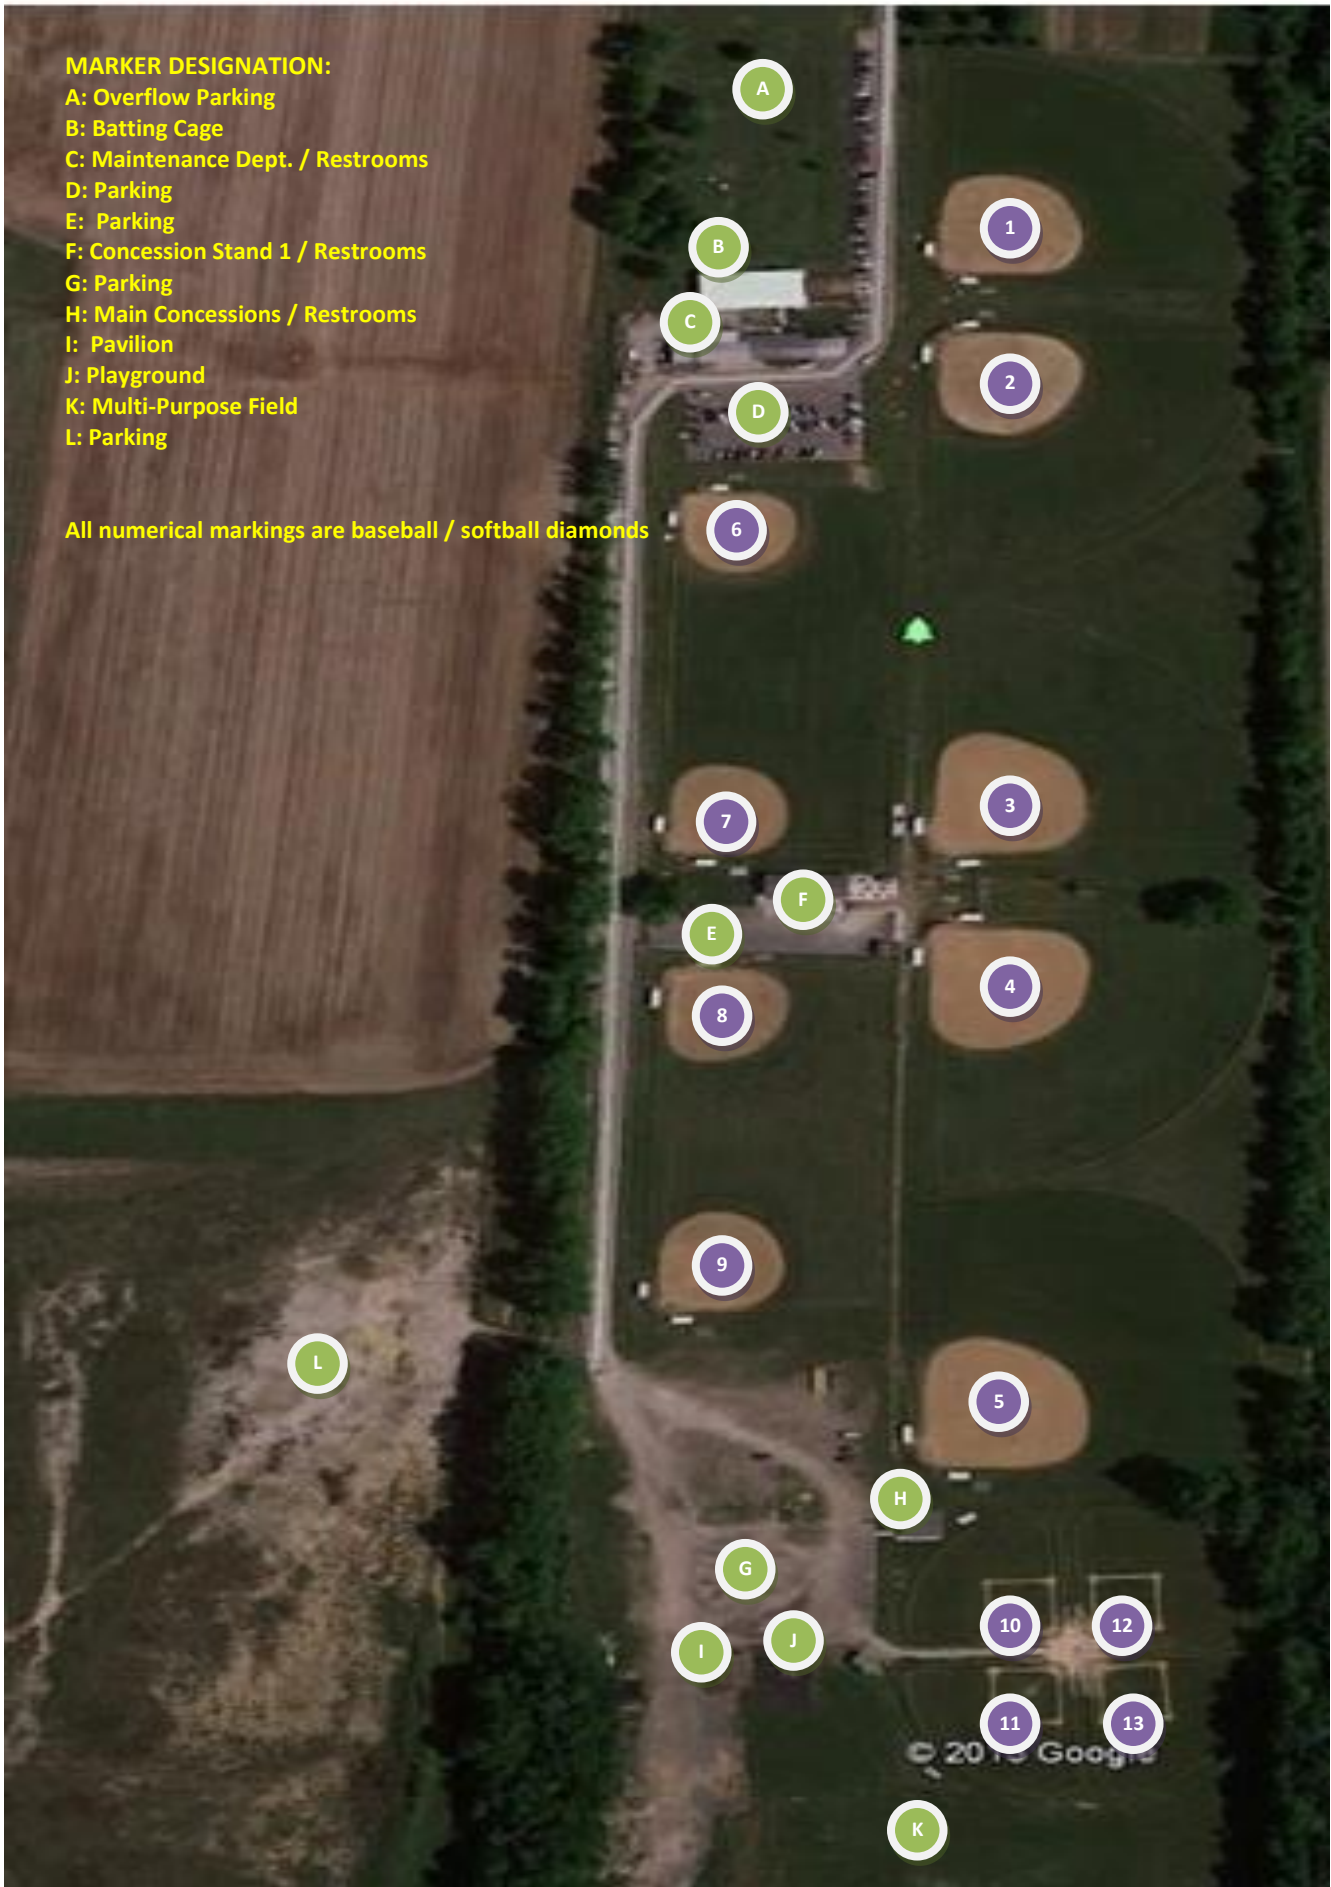 MARKER DESIGNATION:
A: Overflow Parking
B: Batting Cage
C: Maintenance Dept. / Restrooms
D: Parking
E:  Parking
F: Concession Stand 1 / Restrooms
G: Parking
H: Main Concessions / Restrooms
I:  Pavilion
J: Playground
K: Multi-Purpose Field
L: Parking
All numerical markings are baseball / softball diamonds
A
1
B
C
2
D
6
3
7
F
E
4
8
9
L
5
H
G
10
12
J
I
11
13
Google
K